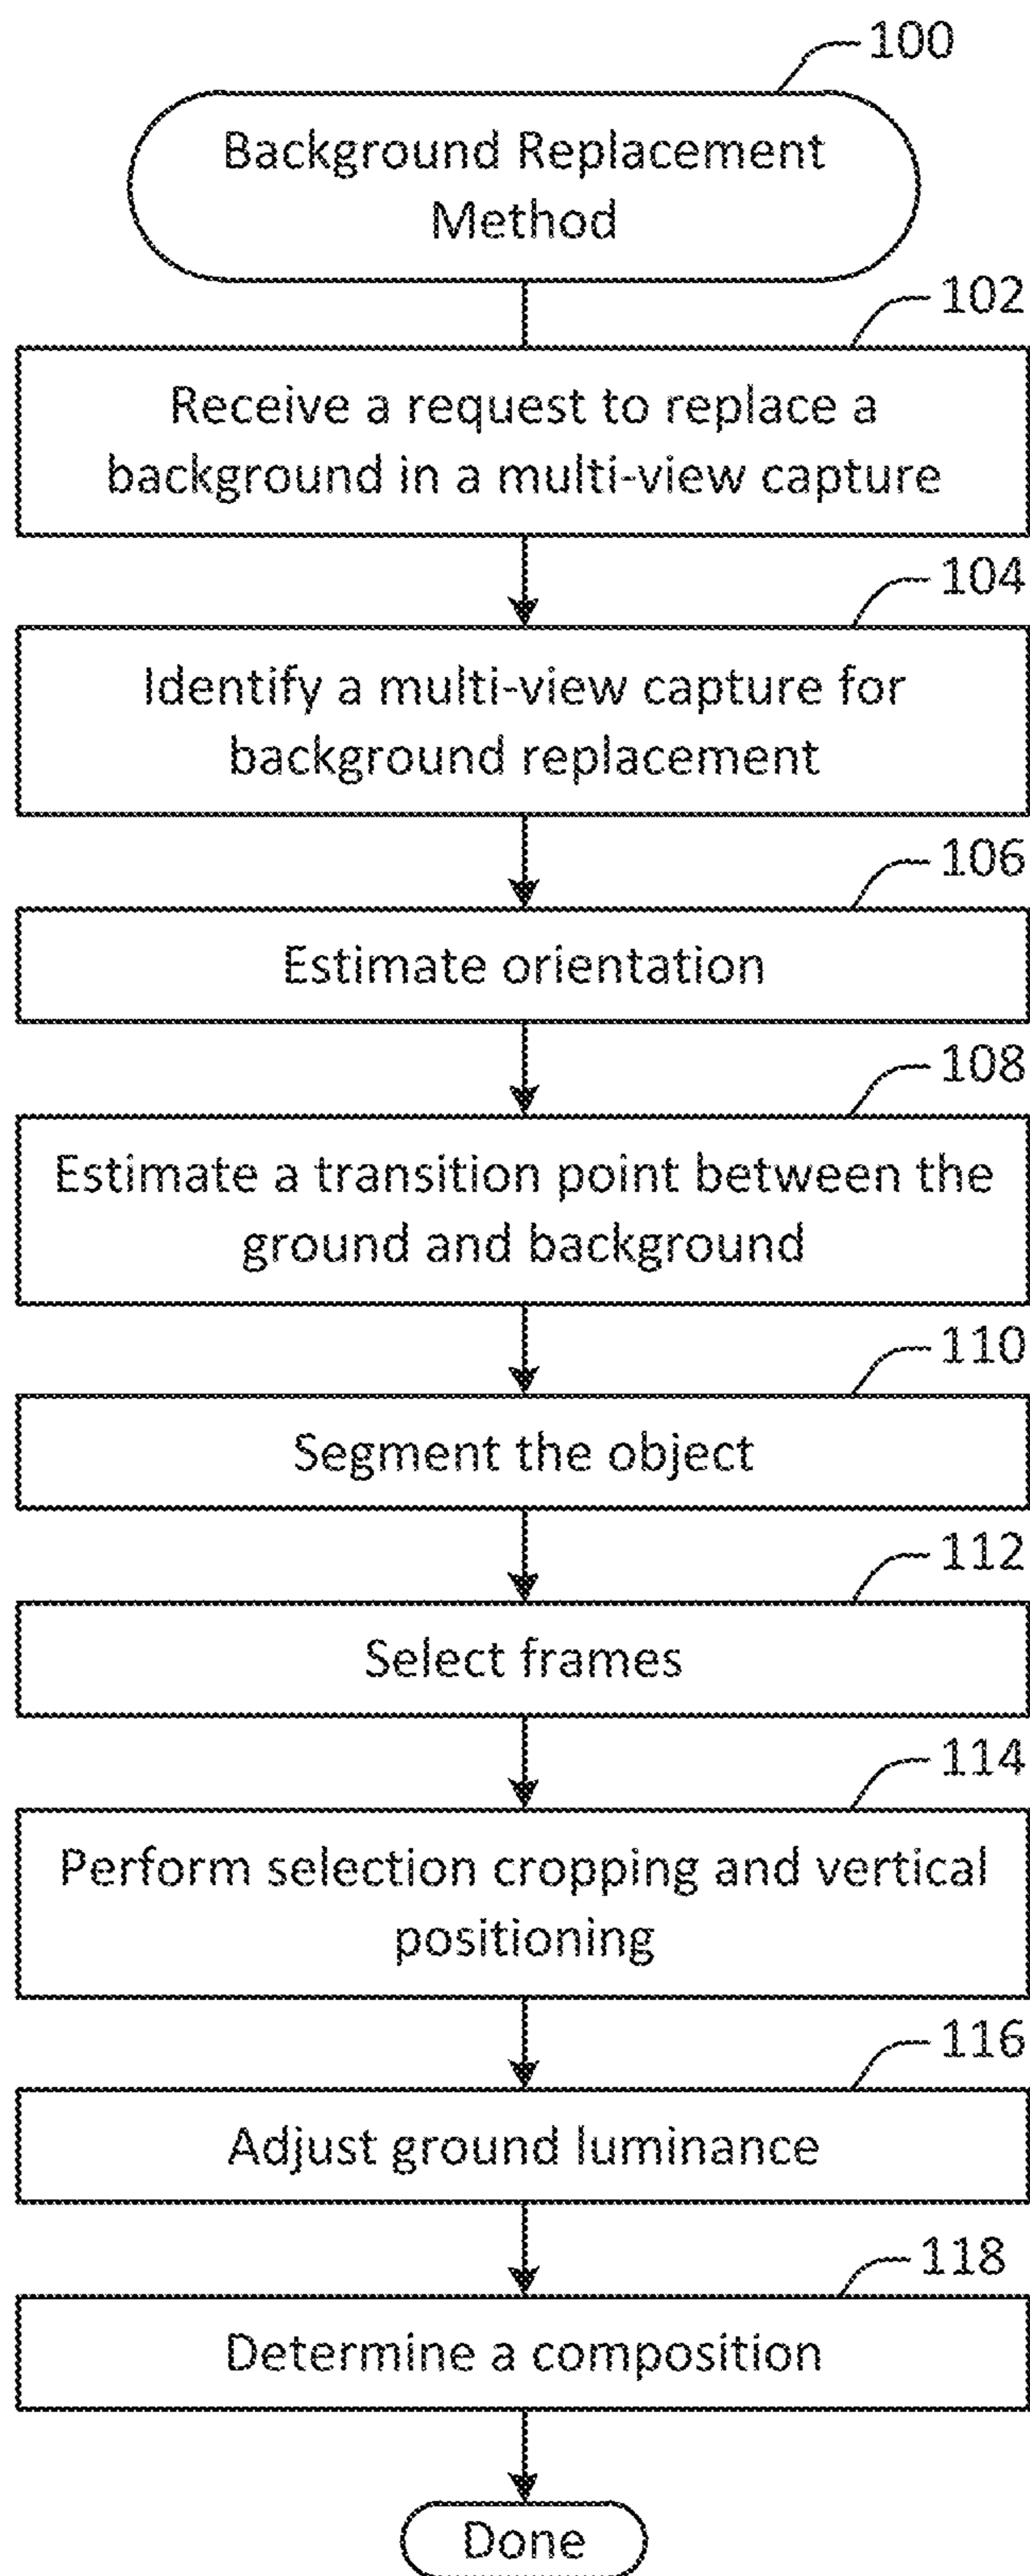 100
Background Replacement
Method
102
Receive a request to replace a
background in a multi-view capture
104
Identify a multi-view capture for
background replacement
106
Estimate orientation
108
Estimate a transition point between the
ground and background
110
Segment the object
112
Select frames
114
Perform selection cropping and vertical
positioning
116
Adjust ground luminance
118
Determine a composition
Done